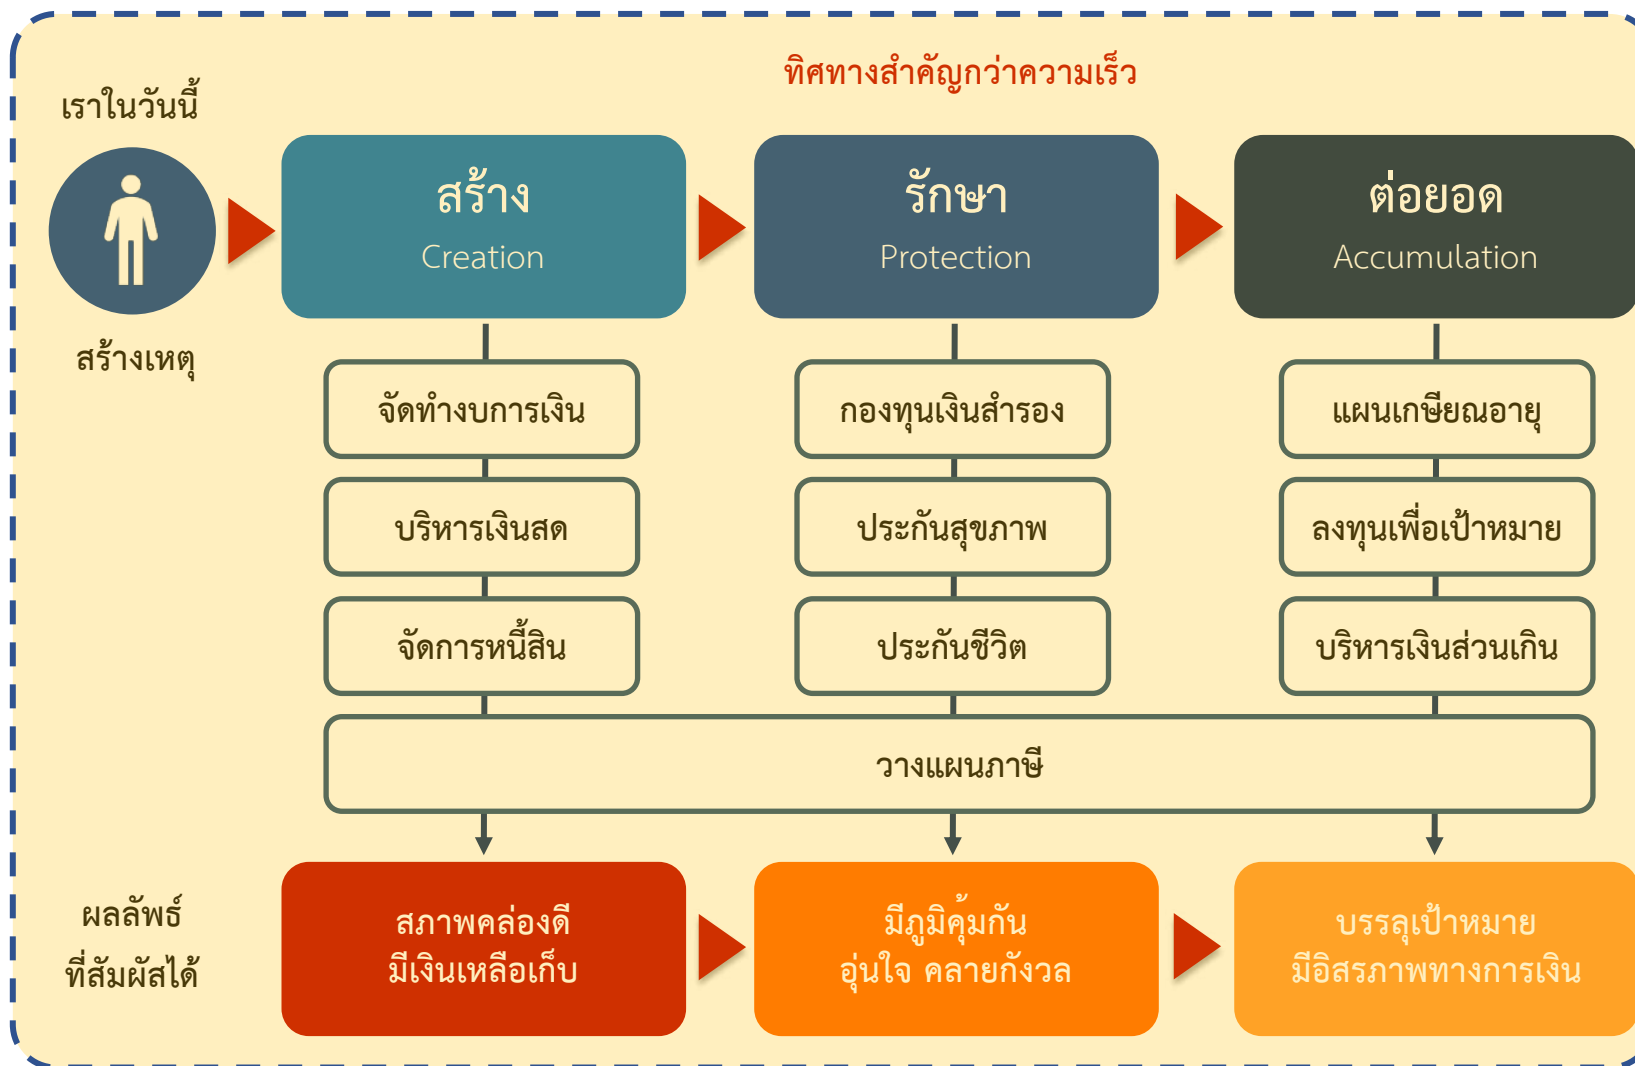 ทิศทางสำคัญกว่าความเร็ว
เราในวันนี้
สร้างเหตุ
สร้าง
Creation
รักษา
Protection
ต่อยอด
Accumulation
จัดทำงบการเงิน
กองทุนเงินสำรอง
แผนเกษียณอายุ
บริหารเงินสด
ประกันสุขภาพ
ลงทุนเพื่อเป้าหมาย
จัดการหนี้สิน
ประกันชีวิต
บริหารเงินส่วนเกิน
วางแผนภาษี
ผลลัพธ์
ที่สัมผัสได้
สภาพคล่องดี
มีเงินเหลือเก็บ
มีภูมิคุ้มกัน
อุ่นใจ คลายกังวล
บรรลุเป้าหมาย
มีอิสรภาพทางการเงิน